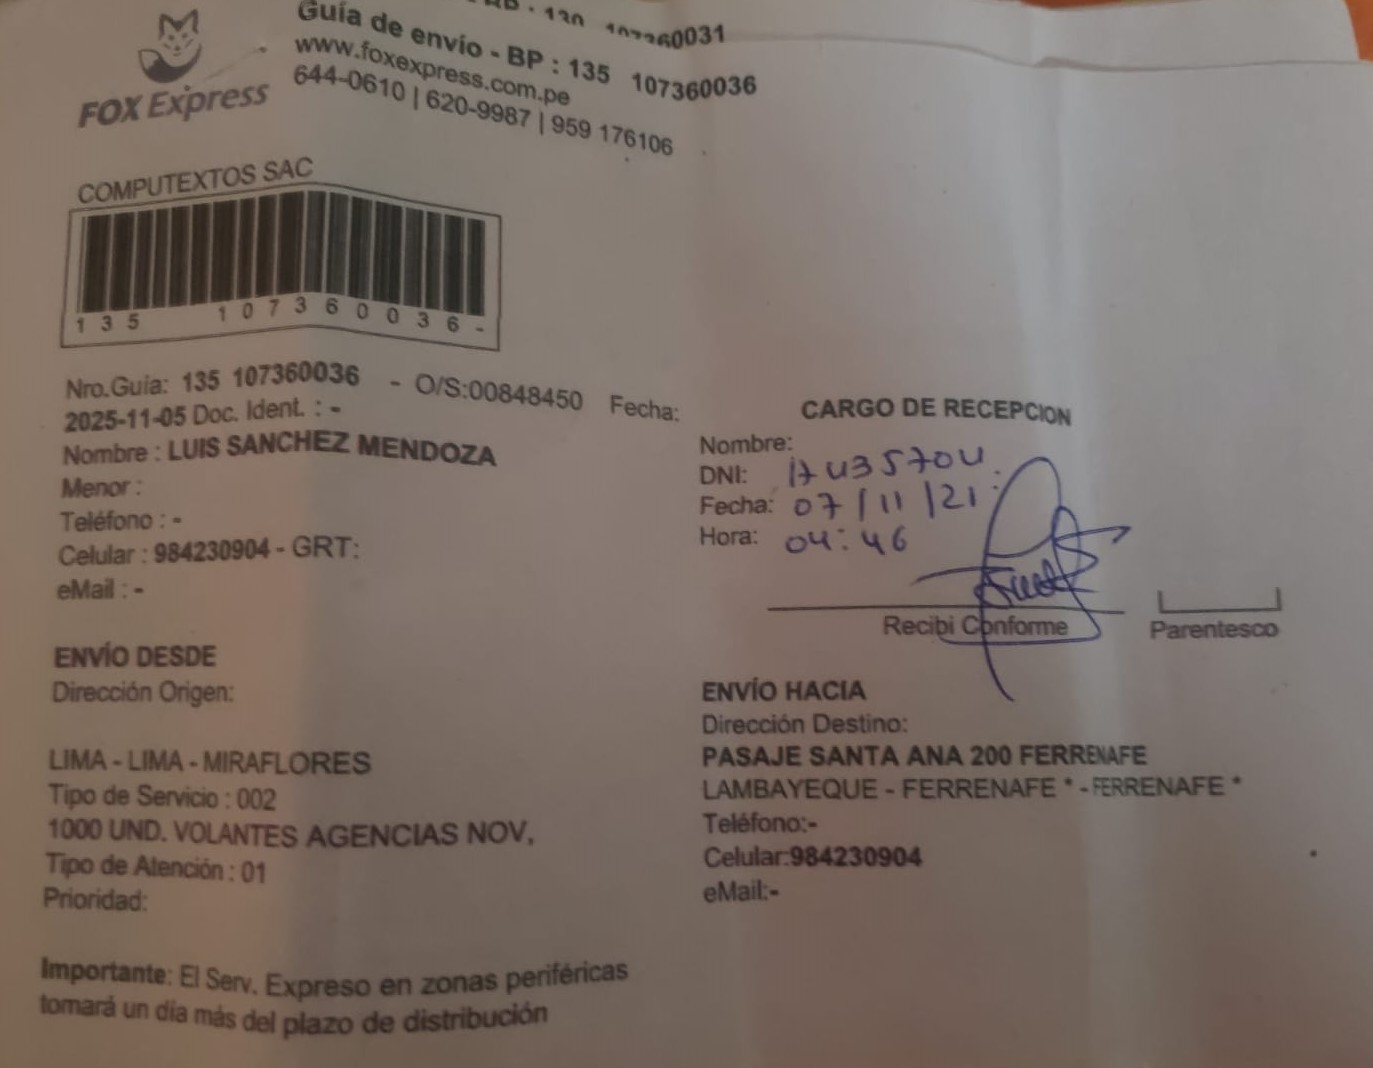 107360031
FOX Express
Guía de envío - BP : 135 107360036
www.foxexpress.com.pe
644-0610 | 620-9987 | 959 176106
COMPUTEXTOS SAC
135 107360036-
Nro.Guía: 135 107360036 - O/S:00848450 Fecha:
2025-11-05 Doc. Ident. : -
Nombre : LUIS SANCHEZ MENDOZA
Menor :
Teléfono : -
Celular : 984230904 - GRT:
eMail : -
CARGO DE RECEPCION
Nombre:
DNI: 17435704
Fecha: 07/11/21
Hora: 04:46
Recibi Conforme
Parentesco
ENVÍO DESDE
Dirección Origen:
LIMA - LIMA - MIRAFLORES
Tipo de Servicio : 002
1000 UND. VOLANTES AGENCIAS NOV,
Tipo de Atención : 01
Prioridad:
ENVÍO HACIA
Dirección Destino:
PASAJE SANTA ANA 200 FERRENAFE
LAMBAYEQUE - FERRENAFE * - FERRENAFE *
Teléfono:-
Celular:984230904
eMail:-
Importante: El Serv. Expreso en zonas periféricas
tomará un día más del plazo de distribución